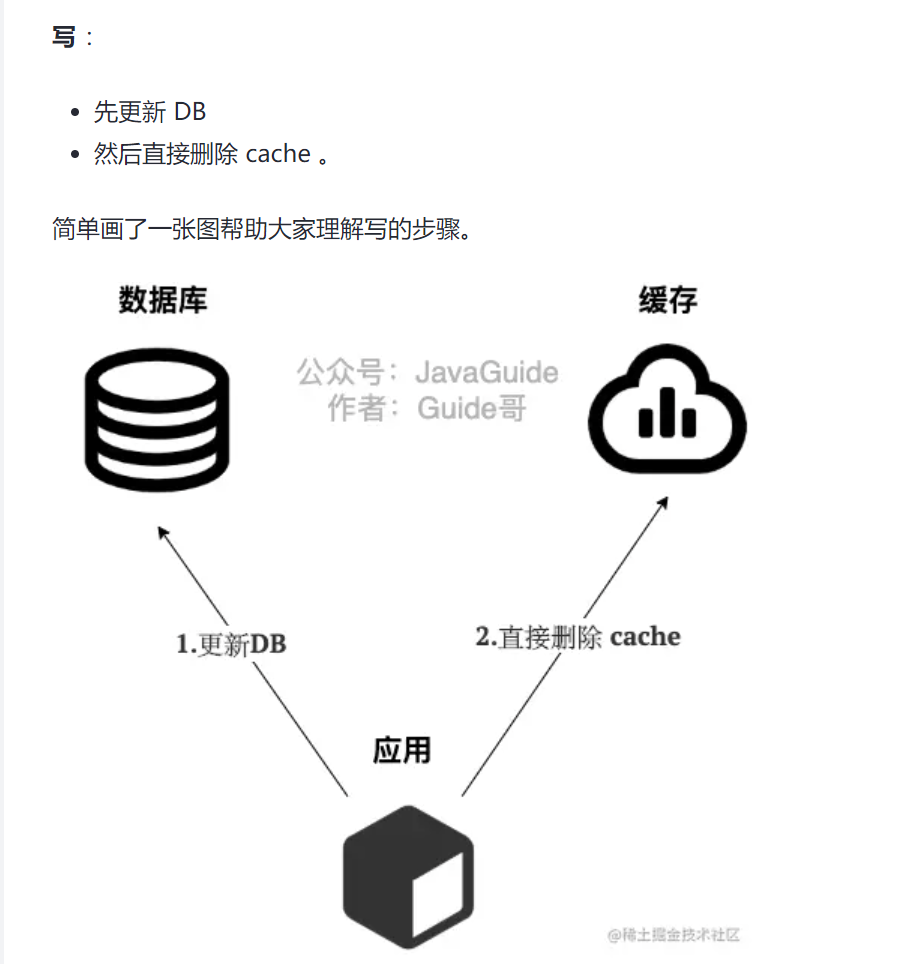 写：
先更新 DB
然后直接删除 cache 。
简单画了一张图帮助大家理解写的步骤。
数据库
缓存
公众号：JavaGuide
作者：Guide哥
1.更新DB
2.直接删除 cache
应用
@稀土掘金技术社区